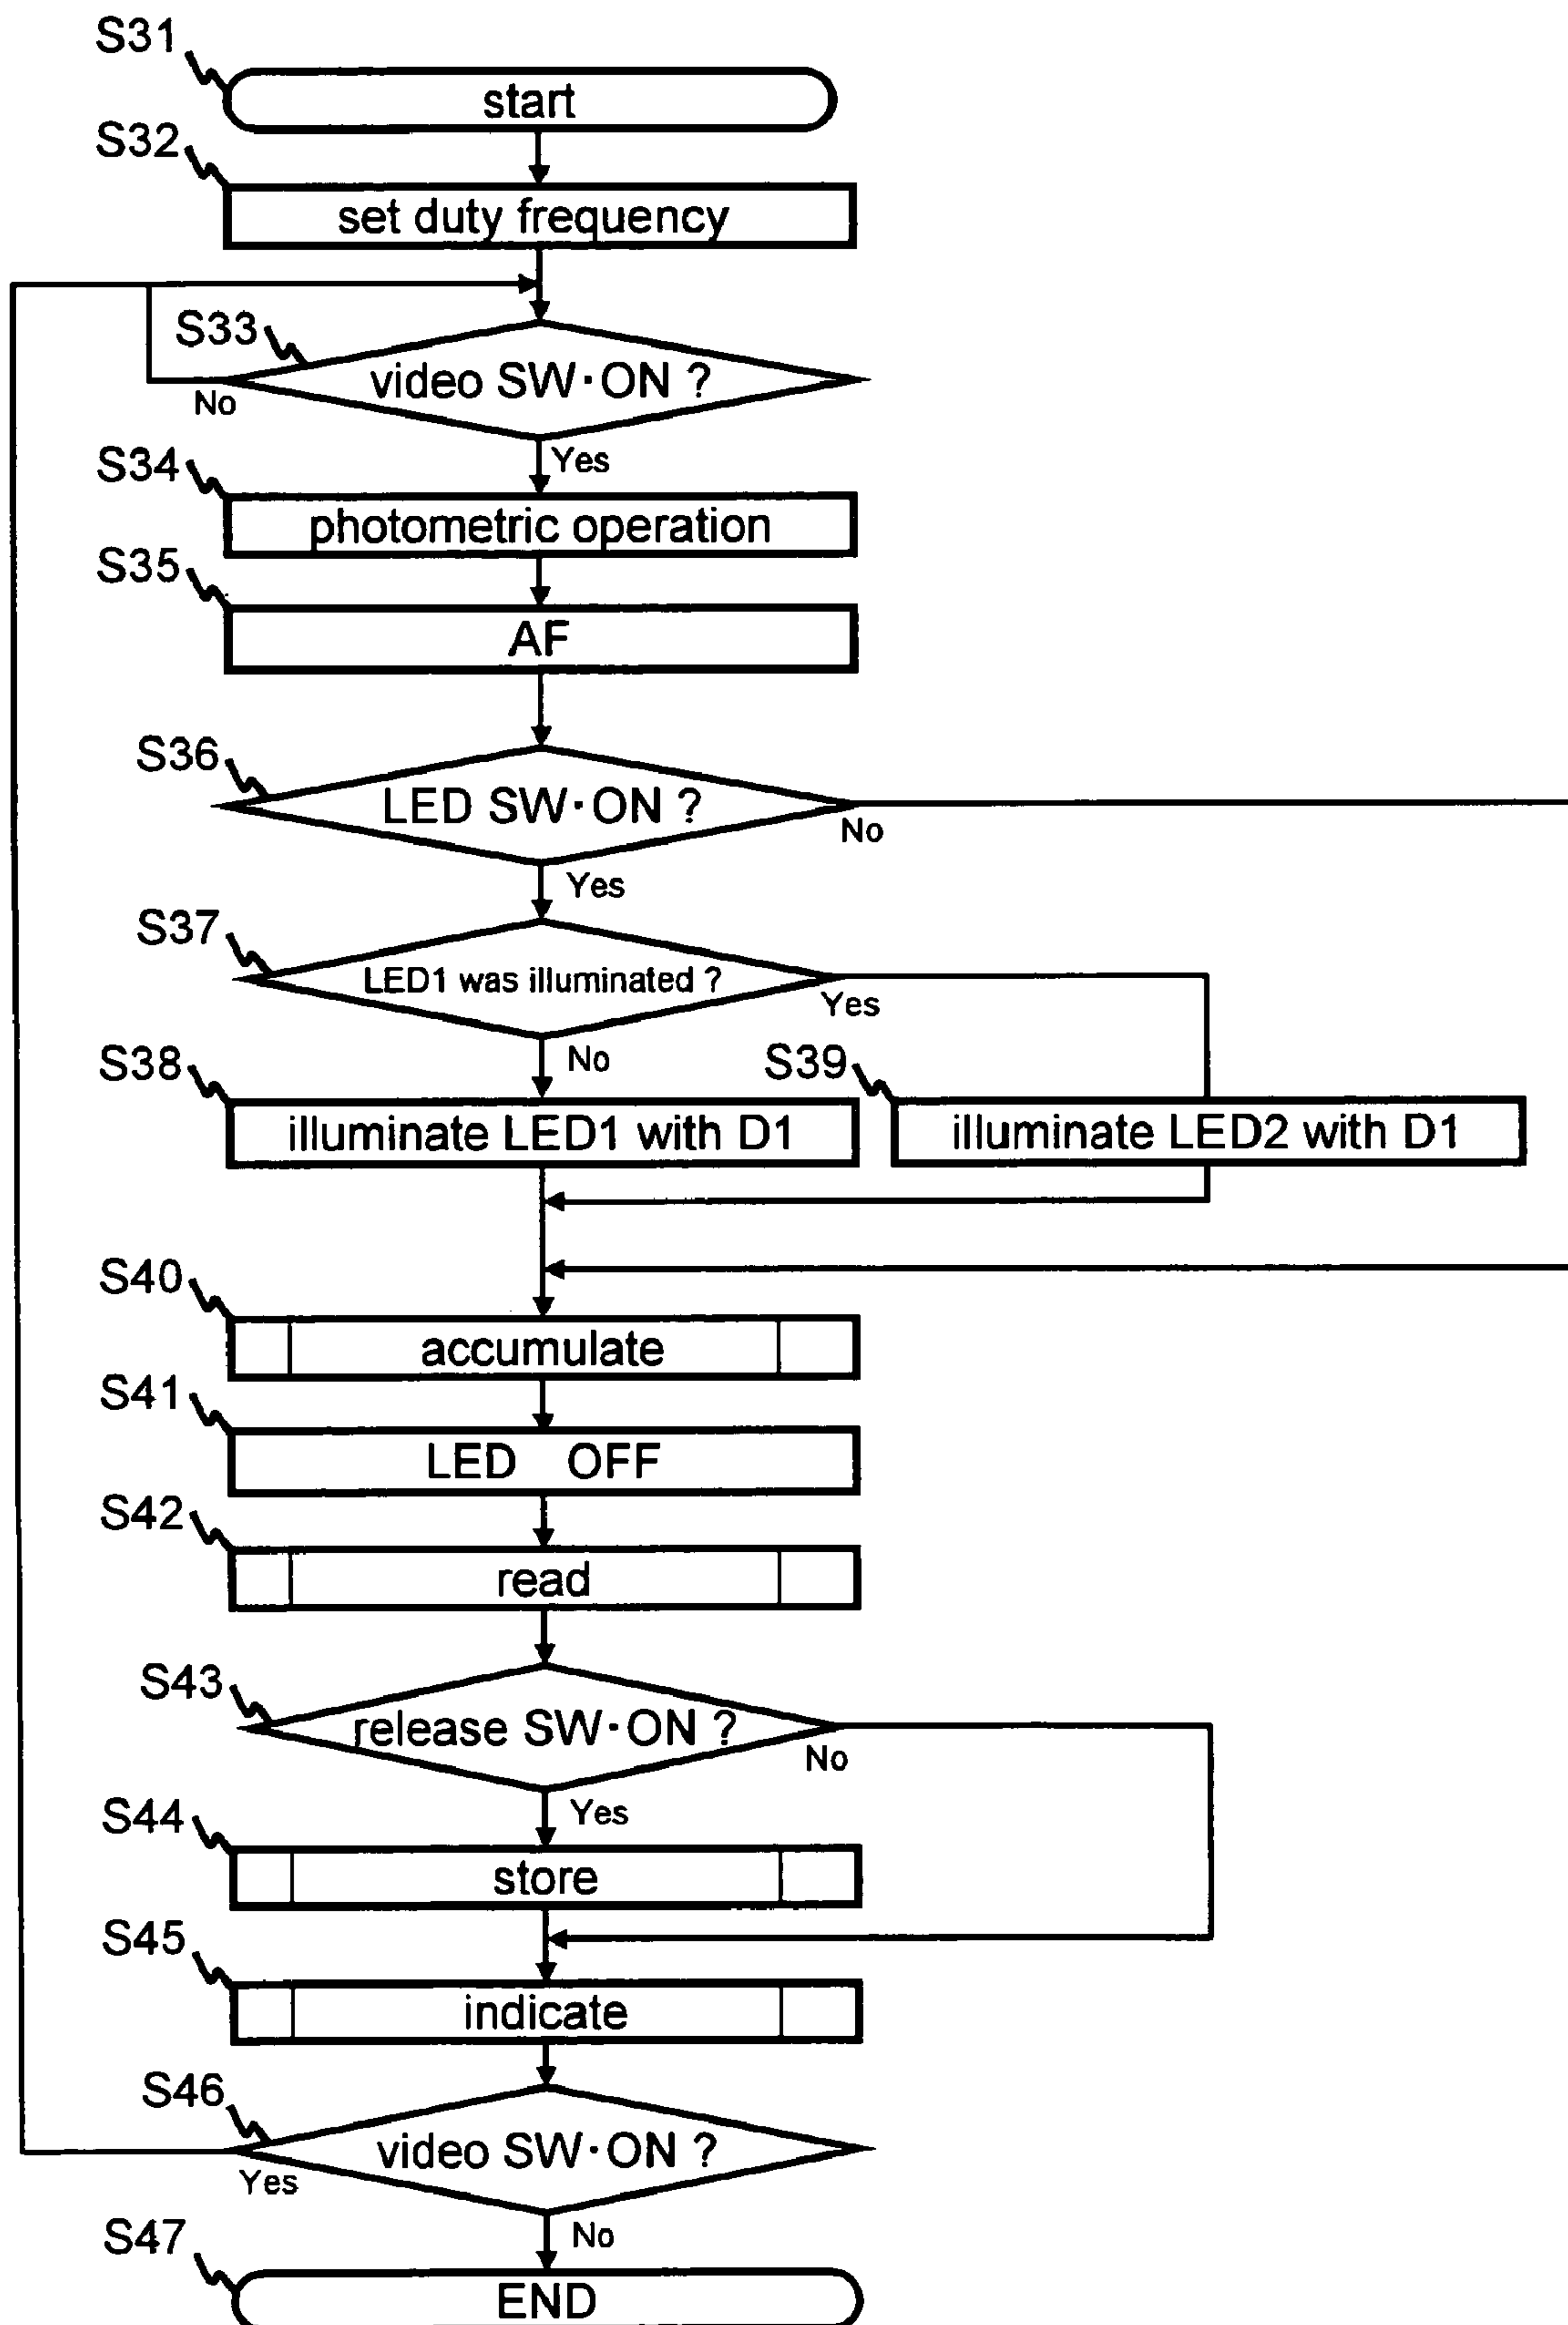 S31
start
S32
set duty frequency
S33
video SW·ON ?
No
Yes
S34
photometric operation
S35
AF
S36
LED SW·ON ?
No
Yes
S37
LED1 was illuminated ?
Yes
No
S38
illuminate LED1 with D1
S39
illuminate LED2 with D1
S40
accumulate
S41
LED OFF
S42
read
S43
release SW·ON ?
No
Yes
S44
store
S45
indicate
S46
video SW·ON ?
Yes
No
S47
END